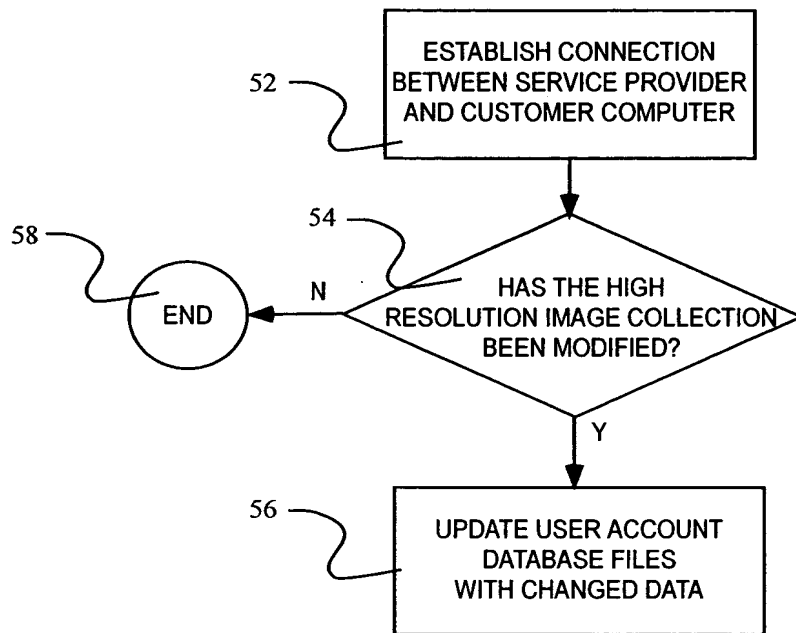 ESTABLISH CONNECTION
BETWEEN SERVICE PROVIDER
AND CUSTOMER COMPUTER
52
54
58
END
N
HAS THE HIGH
RESOLUTION IMAGE COLLECTION
BEEN MODIFIED?
Y
56
UPDATE USER ACCOUNT
DATABASE FILES
WITH CHANGED DATA